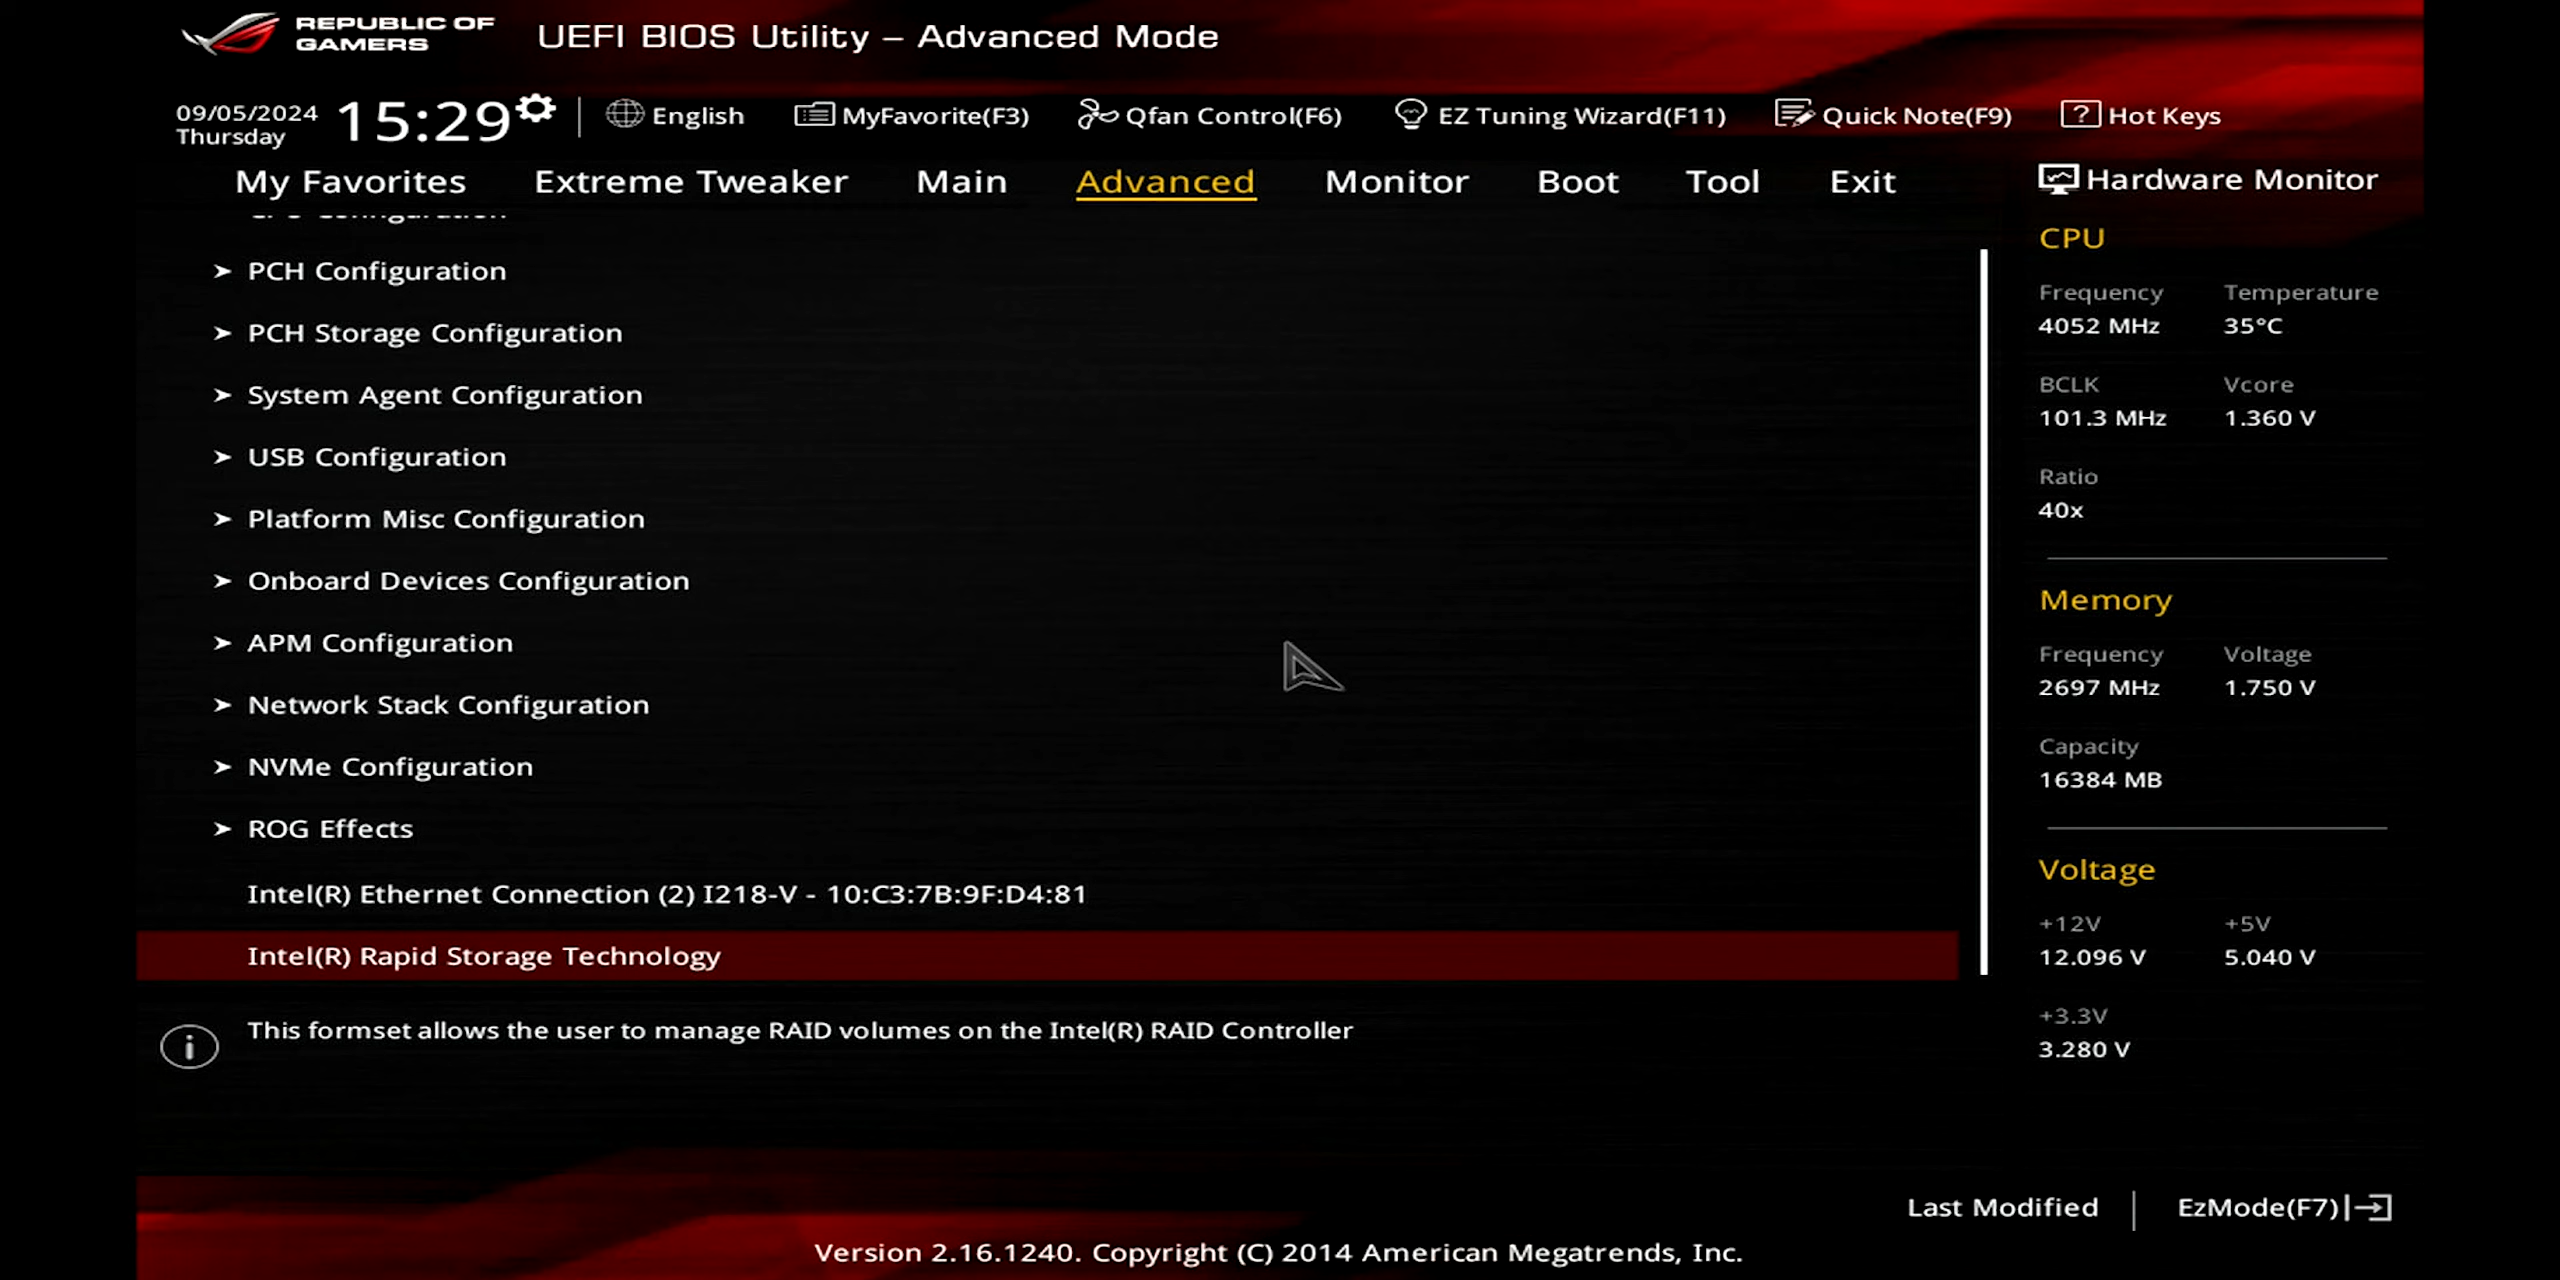 REPUBLIC OF
GAMERS
UEFI BIOS Utility – Advanced Mode
09/05/2024
Thursday
15:29
English
MyFavorite(F3)
Qfan Control(F6)
EZ Tuning Wizard(F11)
Quick Note(F9)
? Hot Keys
My Favorites
Extreme Tweaker
Main
Advanced
Monitor
Boot
Tool
Exit
PCH Configuration
PCH Storage Configuration
System Agent Configuration
USB Configuration
Platform Misc Configuration
Onboard Devices Configuration
APM Configuration
Network Stack Configuration
NVMe Configuration
ROG Effects
Intel(R) Ethernet Connection (2) I218-V - 10:C3:7B:9F:D4:81
Intel(R) Rapid Storage Technology
i
This formset allows the user to manage RAID volumes on the Intel(R) RAID Controller
Hardware Monitor
CPU
Frequency Temperature
4052 MHz 35°C
BCLK Vcore
101.3 MHz 1.360 V
Ratio
40x
Memory
Frequency Voltage
2697 MHz 1.750 V
Capacity
16384 MB
Voltage
+12V +5V
12.096 V 5.040 V
+3.3V
3.280 V
Last Modified
EzMode(F7)
Version 2.16.1240. Copyright (C) 2014 American Megatrends, Inc.